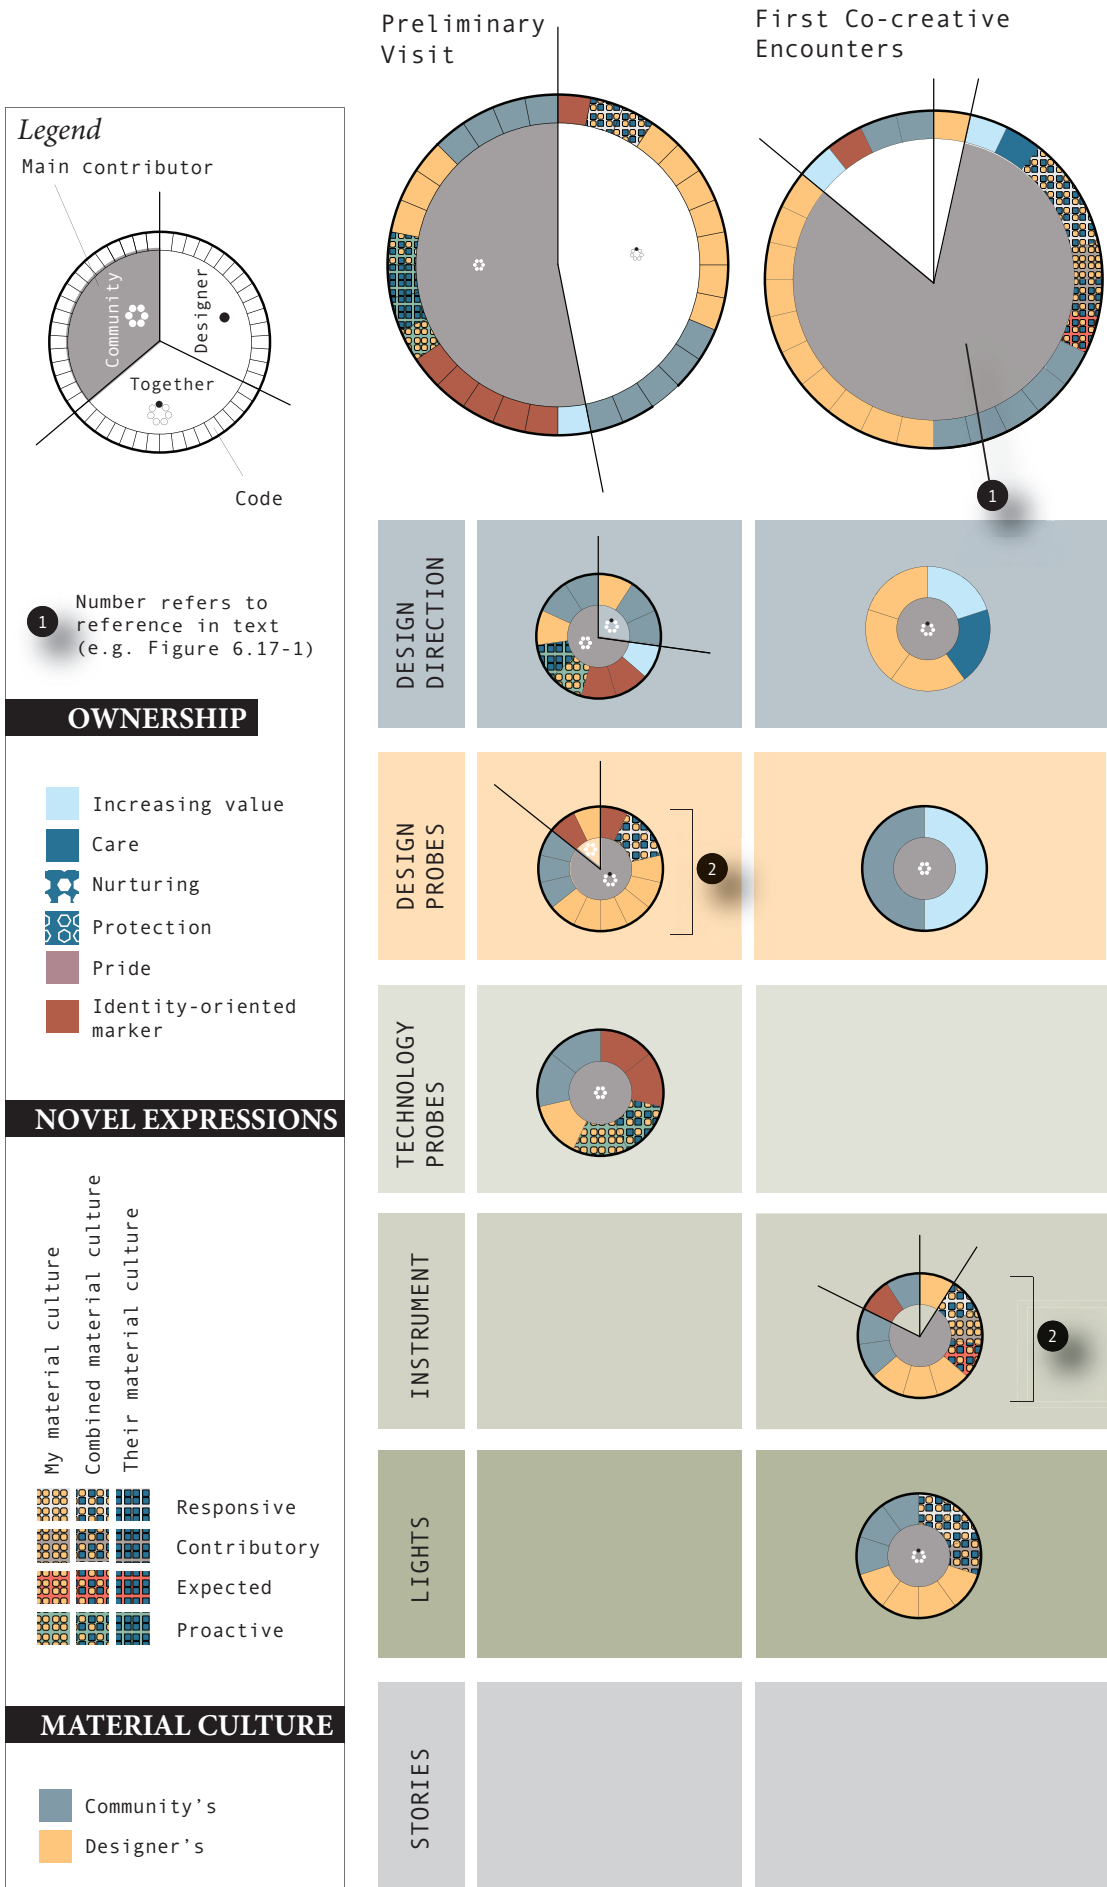 Preliminary
Visit
First Co-creative
Encounters
Legend
Main contributor
Community
Designer
Together
Code
1
1
Number refers to
reference in text
(e.g. Figure 6.17-1)
DESIGN
DIRECTION
OWNERSHIP
Increasing value
Care
Nurturing
Protection
Pride
Identity-oriented
marker
DESIGN
PROBES
2
TECHNOLOGY
PROBES
NOVEL EXPRESSIONS
My material culture
Combined material culture
Their material culture
INSTRUMENT
2
Responsive
Contributory
Expected
Proactive
LIGHTS
MATERIAL CULTURE
Community's
Designer's
STORIES